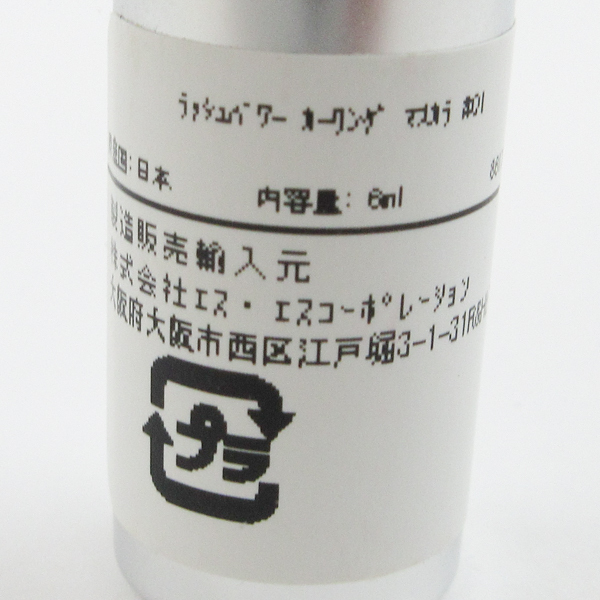 ラッシュパワー カーリング マスカラ #01
産国:日本
内容量: 6ml
製造販売輸入元
株式会社エス・エスコーポレーション
大阪府大阪市西区江戸堀3-1-31R&H
プラ